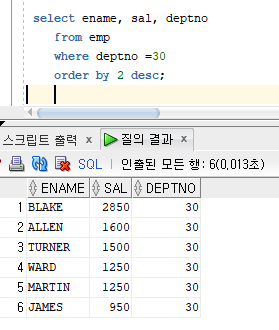 select ename, sal, deptno
from emp
where deptno =30
order by 2 desc;
스크립트 출력 × 질의 결과 ×
SQL | 인출된 모든 행: 6(0,013초)
ENAME SAL DEPTNO
1 BLAKE 2850 30
2 ALLEN 1600 30
3 TURNER 1500 30
4 WARD 1250 30
5 MARTIN 1250 30
6 JAMES 950 30